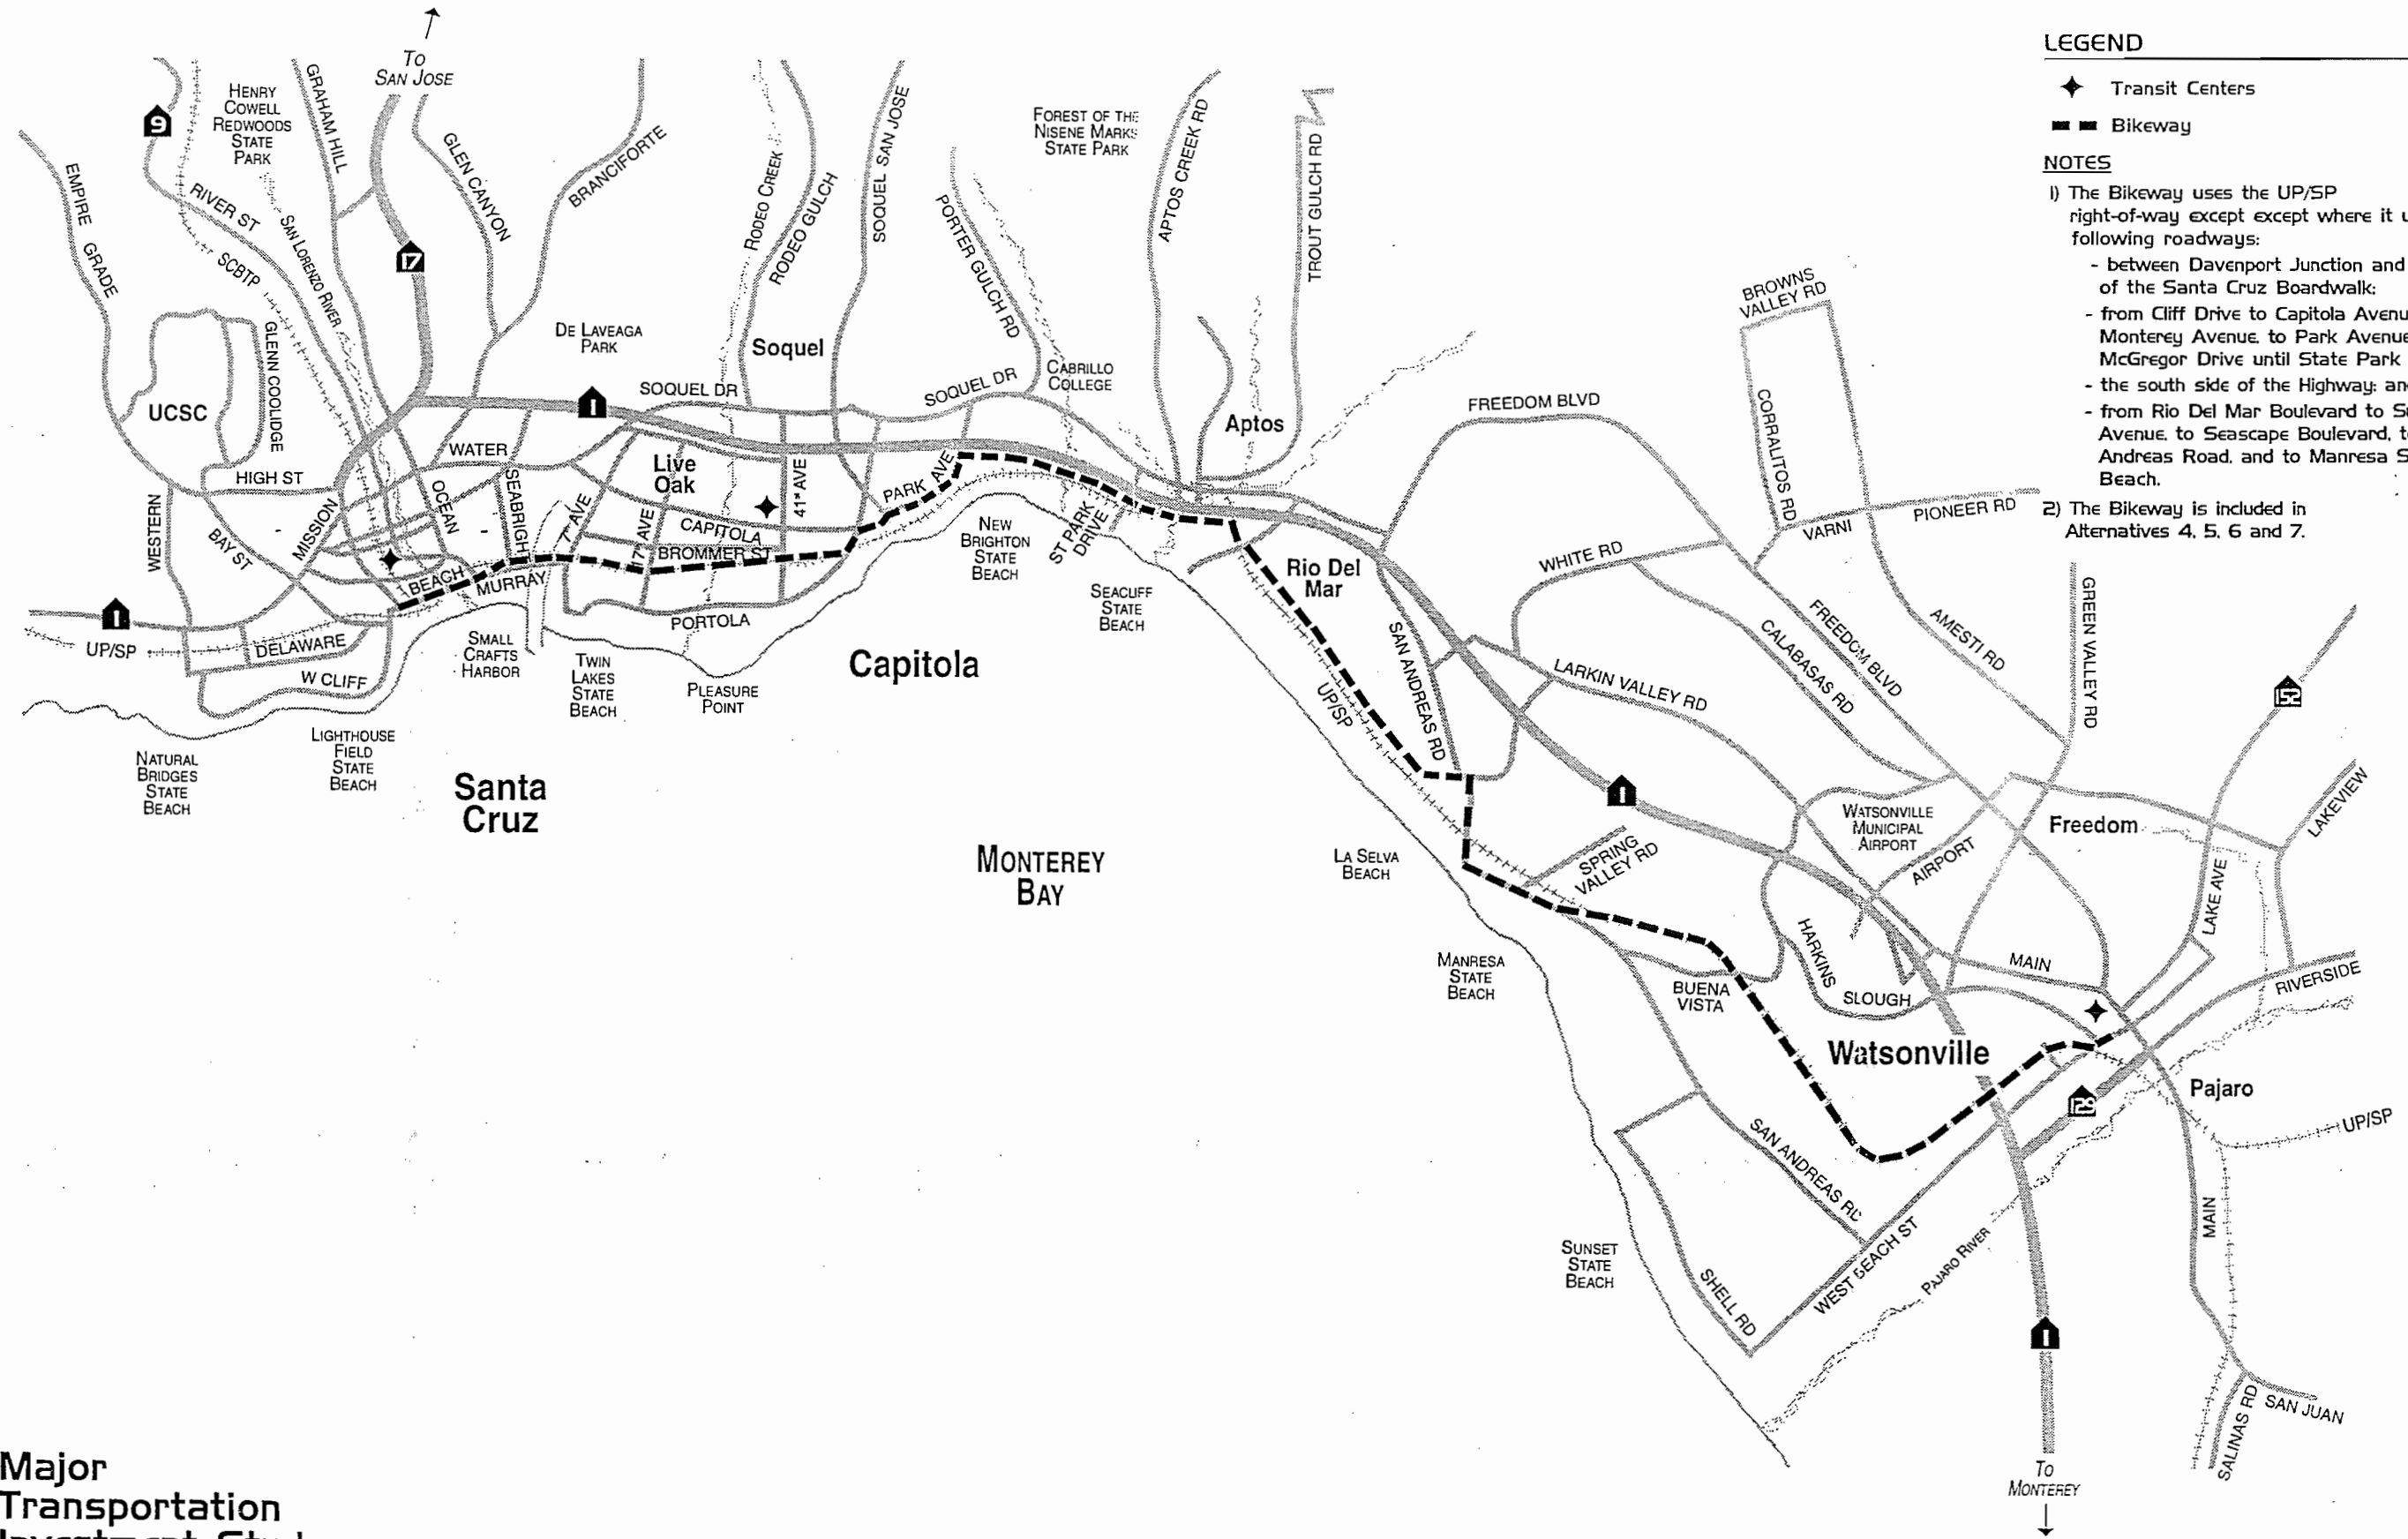 To
SAN JOSE
9
HENRY
COWELL
REDWOODS
STATE
PARK
GRAHAM HILL
GLEN CANYON
BRANCIFORTE
RODEO CREEK
RODEO GULCH
SOQUEL SAN JOSE
FOREST OF THE
NISENE MARKS
STATE PARK
PORTER GULCH RD
APTOS CREEK RD
TROUT GULCH RD
EMPIRE GRADE
RIVER ST
SCBTP
SAN LORENZO RIVER
17
DE LAVEAGA
PARK
Soquel
CABRILLO
COLLEGE
Aptos
UCSC
GLENN COOLIDGE
1
SOQUEL DR
SOQUEL DR
FREEDOM BLVD
BROWNS
VALLEY RD
CORRALITOS RD
VARNI
PIONEER RD
HIGH ST
WATER
Live
Oak
41st AVE
PARK AVE
WESTERN
BAY ST
MISSION
OCEAN
SEABRIGHT
7th AVE
17th AVE
CAPITOLA
BROMMER ST
BEACH
MURRAY
PORTOLA
NEW
BRIGHTON
STATE
BEACH
ST PARK
DRIVE
SEACLIFF
STATE
BEACH
Rio Del
Mar
WHITE RD
1
UP/SP
DELAWARE
W CLIFF
SMALL
CRAFTS
HARBOR
TWIN
LAKES
STATE
BEACH
PLEASURE
POINT
Capitola
UP/SP
SAN ANDREAS RD
LARKIN VALLEY RD
CALABASAS RD
FREEDOM BLVD
AMESTI RD
GREEN VALLEY RD
152
NATURAL
BRIDGES
STATE
BEACH
LIGHTHOUSE
FIELD
STATE
BEACH
Santa
Cruz
MONTEREY
BAY
LA SELVA
BEACH
1
SPRING
VALLEY RD
WATSONVILLE
MUNICIPAL
AIRPORT
AIRPORT
Freedom
LAKEVIEW
LAKE AVE
MANRESA
STATE
BEACH
BUENA
VISTA
HARKINS
SLOUGH
MAIN
RIVERSIDE
Watsonville
129
Pajaro
UP/SP
SAN ANDREAS RD
WEST BEACH ST
PAJARO RIVER
MAIN
SUNSET
STATE
BEACH
SHELL RD
1
SALINAS RD
SAN JUAN
To
MONTEREY
LEGEND
Transit Centers
Bikeway
NOTES
1) The Bikeway uses the UP/SP
right-of-way except except where it
following roadways:
- between Davenport Junction and
of the Santa Cruz Boardwalk;
- from Cliff Drive to Capitola
Monterey Avenue, to Park Avenue
McGregor Drive until State Park
- the south side of the Highway;
- from Rio Del Mar Boulevard to
Avenue, to Seascape Boulevard,
Andreas Road, and to Manresa
Beach.
2) The Bikeway is included in
Alternatives 4, 5, 6 and 7.
Major
Transportation